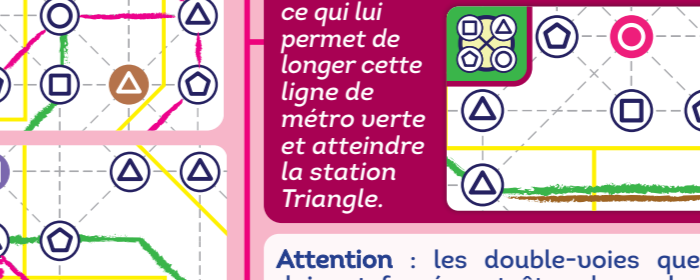 ce qui lui
permet de
longer cette
ligne de
métro verte
et atteindre
la station
Triangle.
Attention : les double-voies que